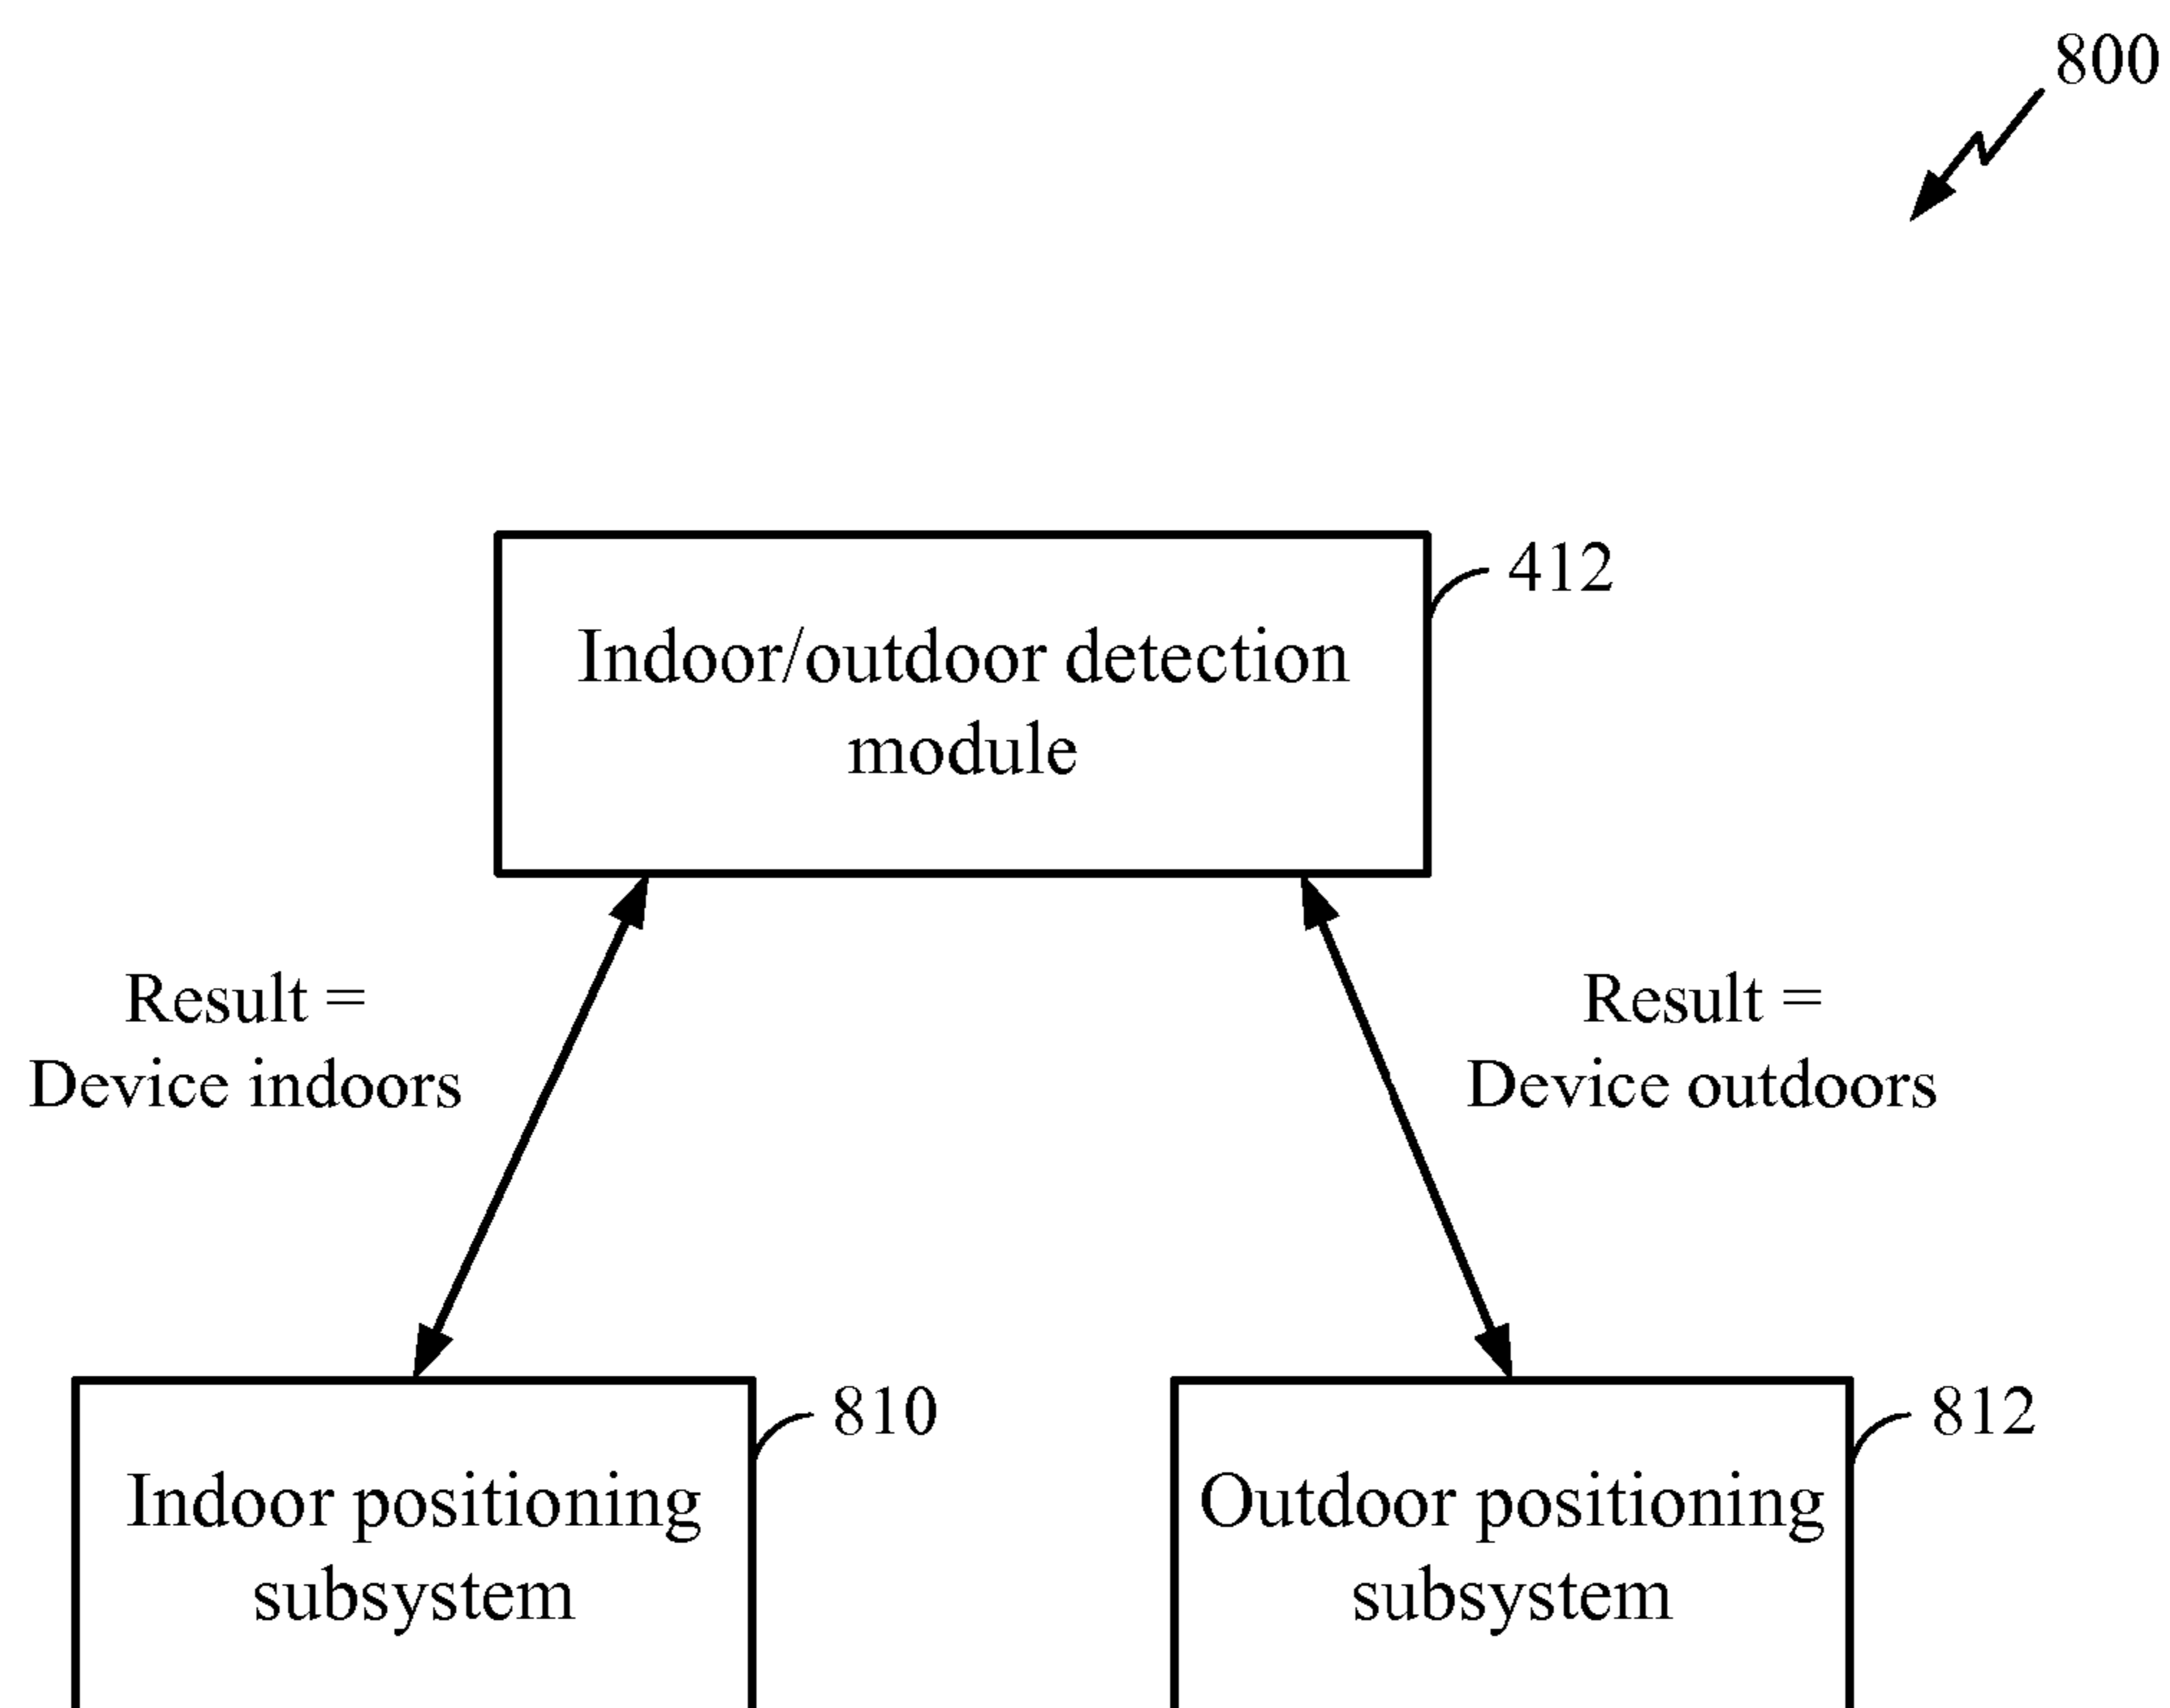 800
412
Indoor/outdoor detection
module
Result =
Device indoors
Result =
Device outdoors
810
Indoor positioning
subsystem
812
Outdoor positioning
subsystem